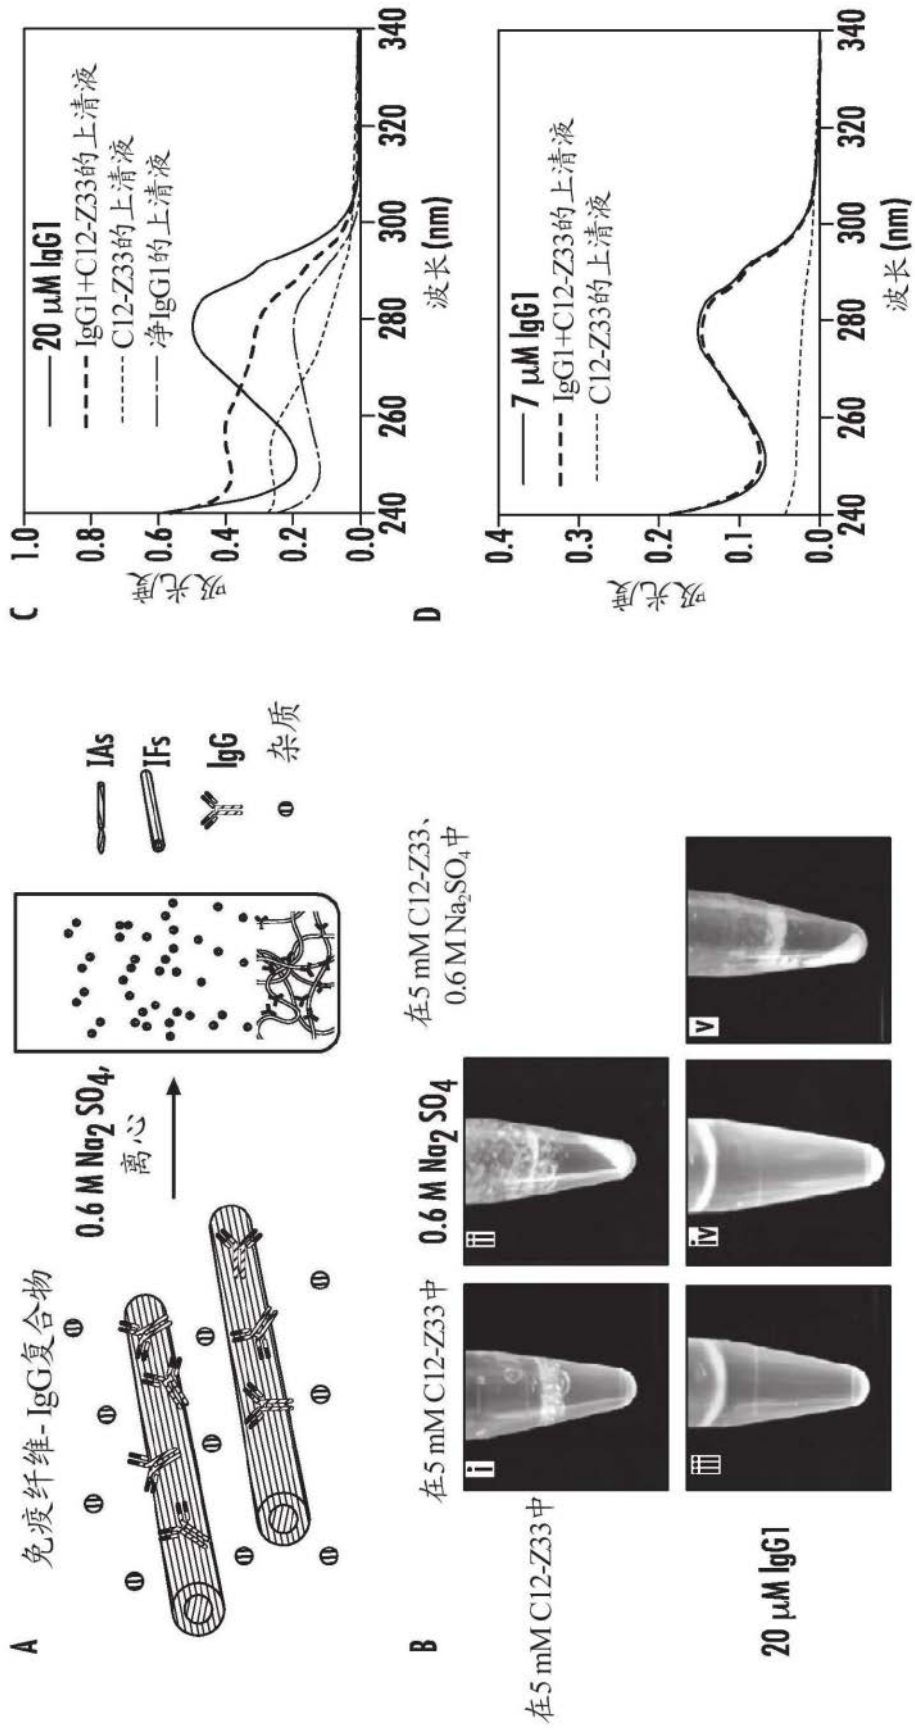 A
免疫纤维-IgG复合物
0.6 M Na₂SO₄,
离心
IAs
IFs
IgG
杂质
B
在5 mM C12-Z33中
0.6 M Na₂SO₄
在5 mM C12-Z33、
0.6 M Na₂SO₄中
在5 mM C12-Z33中
i
ii
20 μM IgG1
iii
iv
v
C
吸光度
1.0
0.8
0.6
0.4
0.2
0.0
20 μM IgG1
IgG1+C12-Z33的上清液
C12-Z33的上清液
净IgG1的上清液
240
260
280
300
320
340
波长(nm)
D
吸光度
0.4
0.3
0.2
0.1
0.0
7 μM IgG1
IgG1+C12-Z33的上清液
C12-Z33的上清液
240
260
280
300
320
340
波长(nm)